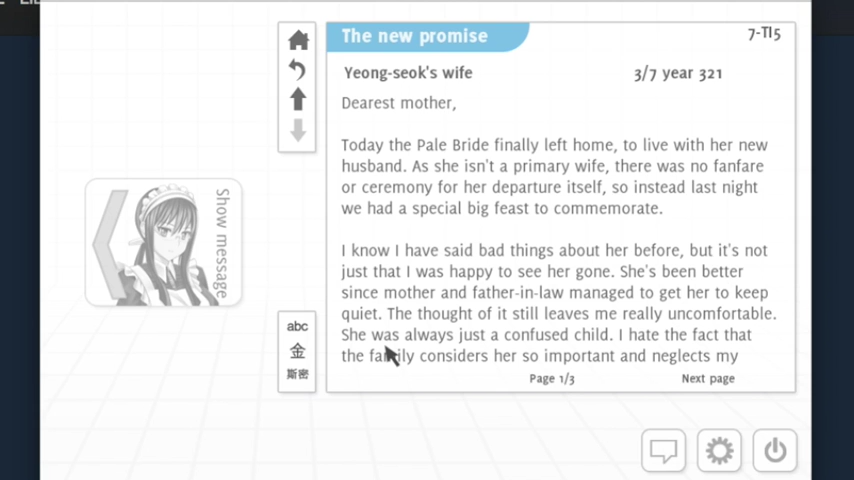 The new promise
7-TI5
Yeong-seok's wife
3/7 year 321
Dearest mother,
Today the Pale Bride finally left home, to live with her new
husband. As she isn't a primary wife, there was no fanfare
or ceremony for her departure itself, so instead last night
we had a special big feast to commemorate.
I know I have said bad things about her before, but it's not
just that I was happy to see her gone. She's been better
since mother and father-in-law managed to get her to keep
quiet. The thought of it still leaves me really uncomfortable.
She was always just a confused child. I hate the fact that
the family considers her so important and neglects my
Page 1/3
Next page
Show message
abc
金
斯密